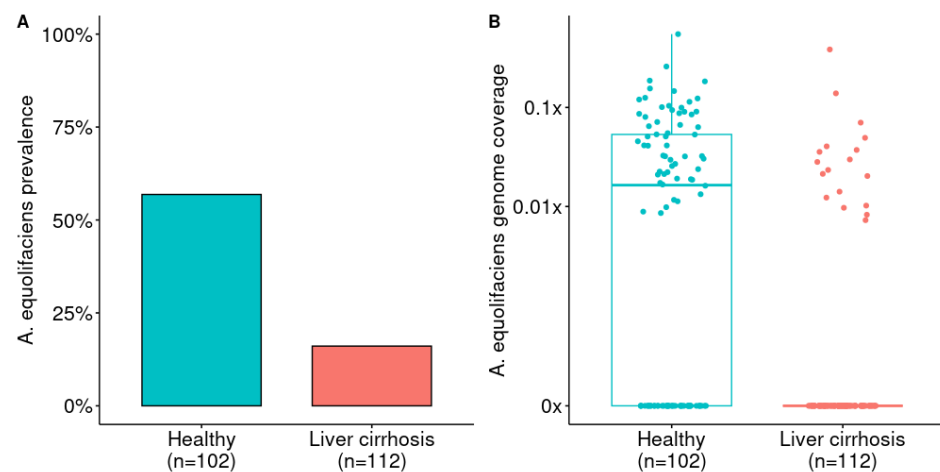 A
A. equolifaciens prevalence
100%
75%
50%
25%
0%
Healthy
(n=102)
Liver cirrhosis
(n=112)
B
A. equolifaciens genome coverage
0.1x
0.01x
0x
Healthy
(n=102)
Liver cirrhosis
(n=112)